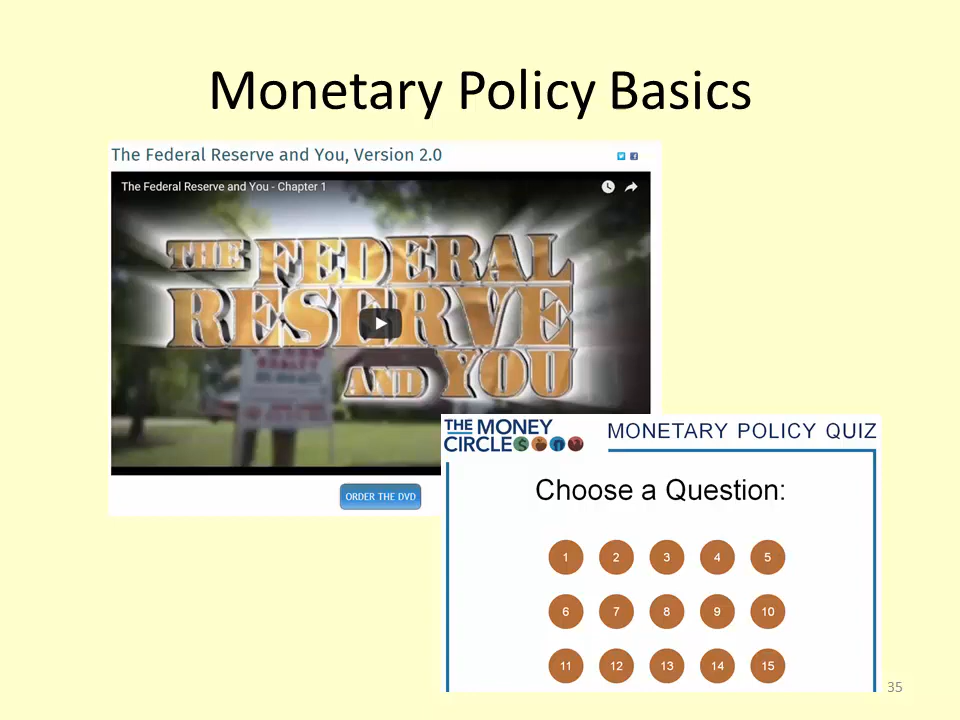 Monetary Policy Basics
The Federal Reserve and You, Version 2.0
The Federal Reserve and You - Chapter 1
THE FEDERAL
RESERVE
AND YOU
ORDER THE DVD
THE MONEY
CIRCLE
MONETARY POLICY QUIZ
Choose a Question:
1 2 3 4 5
6 7 8 9 10
11 12 13 14 15
35